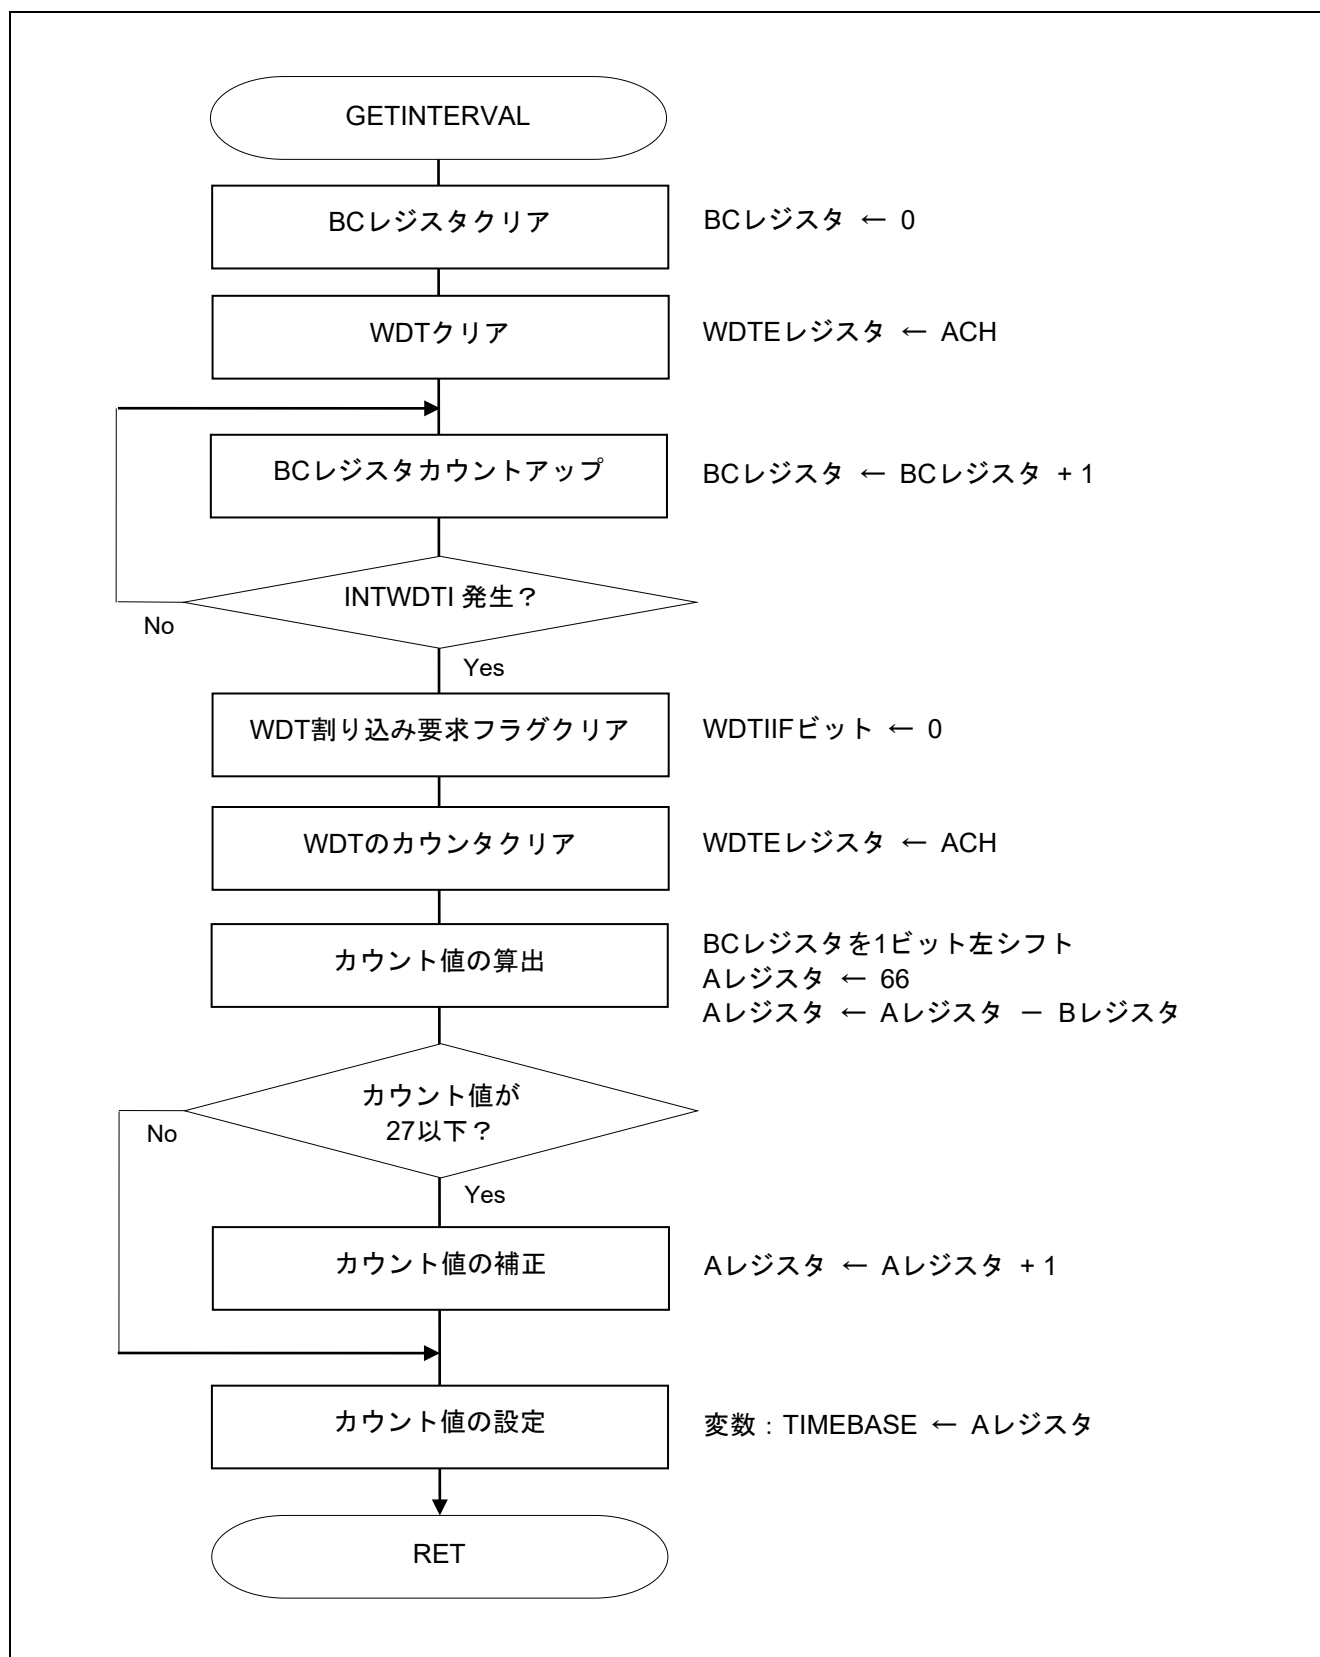 GETINTERVAL
BCレジスタクリア
BCレジスタ ← 0
WDTクリア
WDTEレジスタ ← ACH
BCレジスタカウントアップ
BCレジスタ ← BCレジスタ + 1
INTWDTI 発生？
No
Yes
WDT割り込み要求フラグクリア
WDTIIFビット ← 0
WDTのカウンタクリア
WDTEレジスタ ← ACH
カウント値の算出
BCレジスタを1ビット左シフト
Aレジスタ ← 66
Aレジスタ ← Aレジスタ － Bレジスタ
カウント値が
27以下？
No
Yes
カウント値の補正
Aレジスタ ← Aレジスタ + 1
カウント値の設定
変数：TIMEBASE ← Aレジスタ
RET